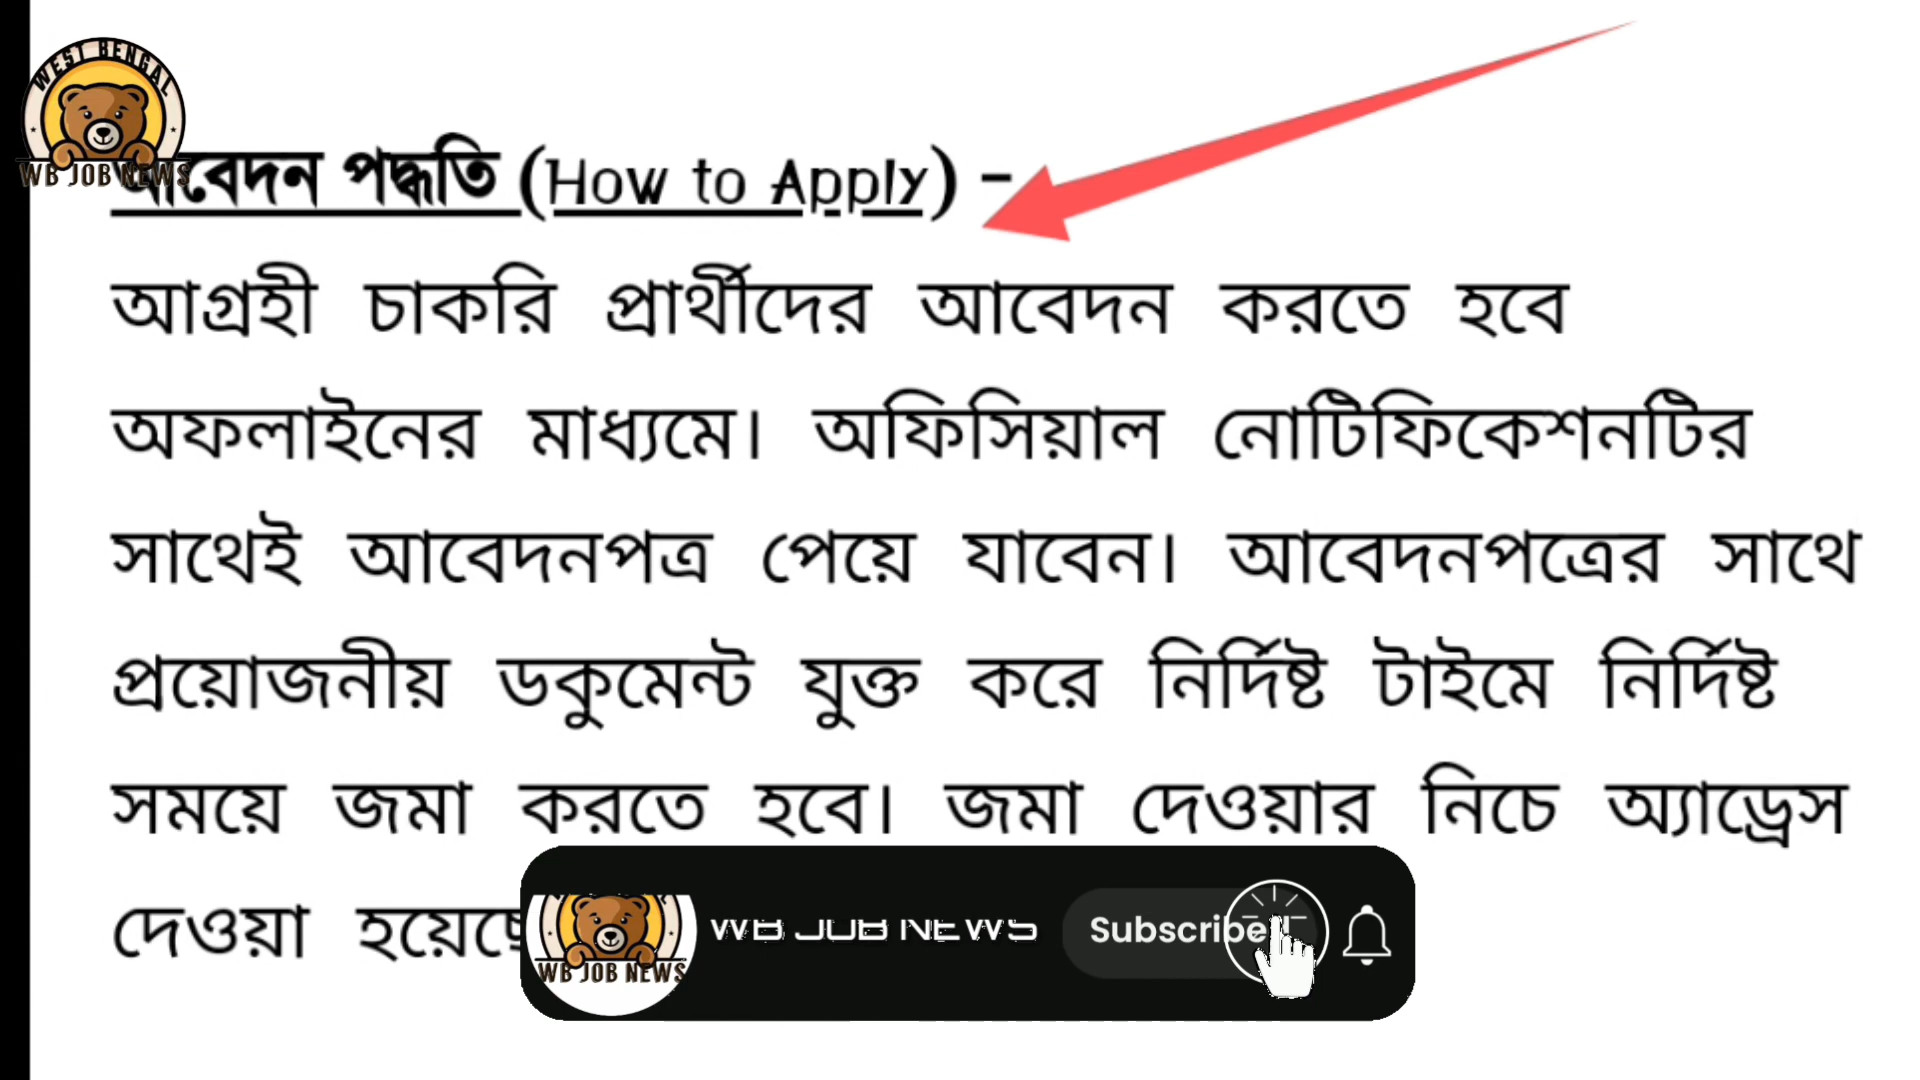 WEST BENGAL
WB JOB NEWS
আবেদন পদ্ধতি (How to Apply) –
আগ্রহী চাকরি প্রার্থীদের আবেদন করতে হবে
অফলাইনের মাধ্যমে। অফিসিয়াল নোটিফিকেশনটির
সাথেই আবেদনপত্র পেয়ে যাবেন। আবেদনপত্রের সাথে
প্রয়োজনীয় ডকুমেন্ট যুক্ত করে নির্দিষ্ট টাইমে নির্দিষ্ট
সময়ে জমা করতে হবে। জমা দেওয়ার নিচে অ্যাড্রেস
দেওয়া হয়েছে
WB JOB NEWS
WB JOB NEWS
Subscribe